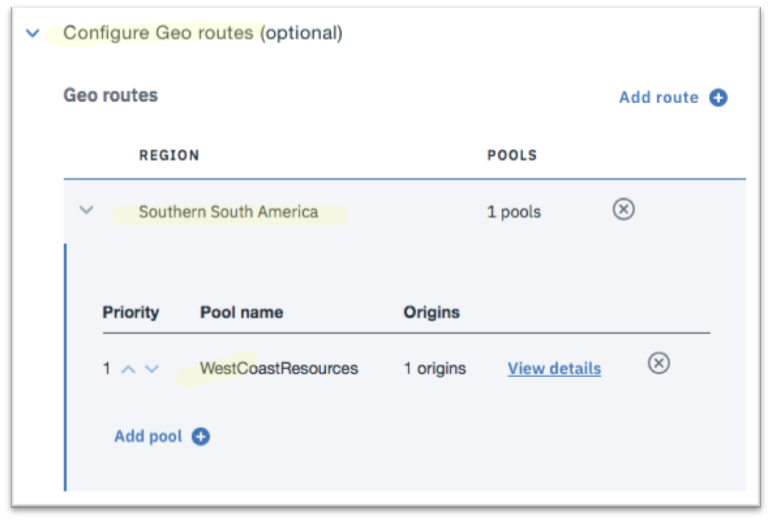 Configure Geo routes (optional)
Geo routes Add route
REGION POOLS
Southern South America 1 pools
Priority Pool name Origins
1 WestCoastResources 1 origins View details
Add pool